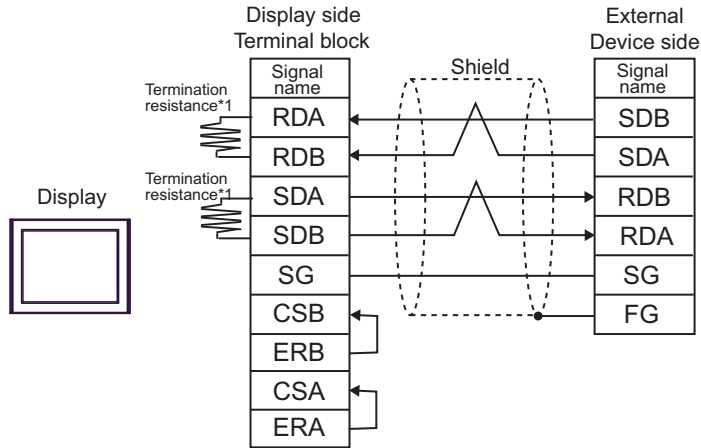 Display side
Terminal block
External
Device side
Signal
name
Shield
Signal
name
Termination
resistance*1
RDA
SDB
RDB
SDA
Termination
resistance*1
SDA
RDB
Display
SDB
RDA
SG
SG
CSB
FG
ERB
CSA
ERA